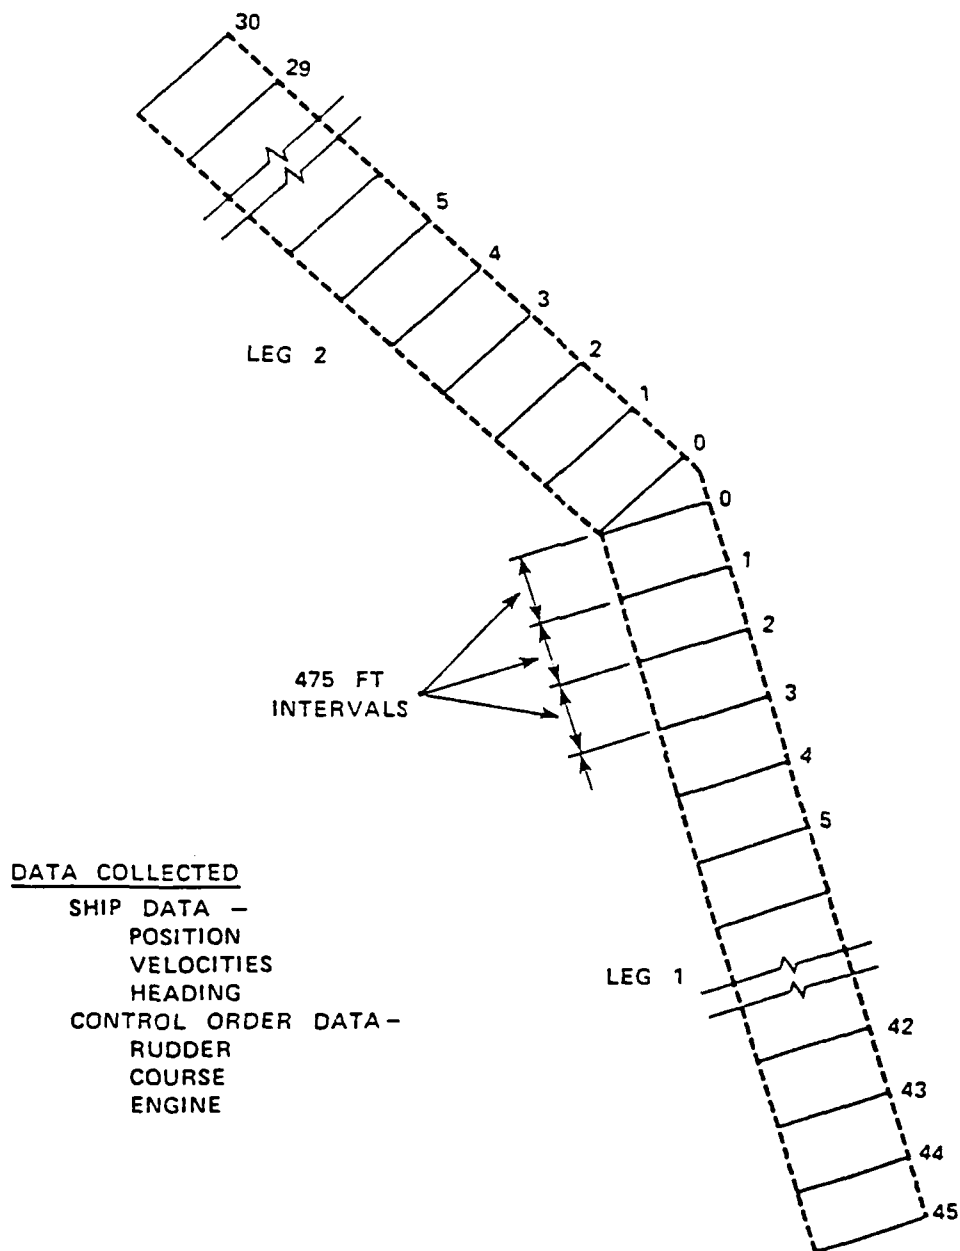 30
29
5
4
3
2
1
0
0
1
2
3
4
5
LEG 2
475 FT
INTERVALS
DATA COLLECTED
SHIP DATA –
POSITION
VELOCITIES
HEADING
CONTROL ORDER DATA–
RUDDER
COURSE
ENGINE
LEG 1
42
43
44
45